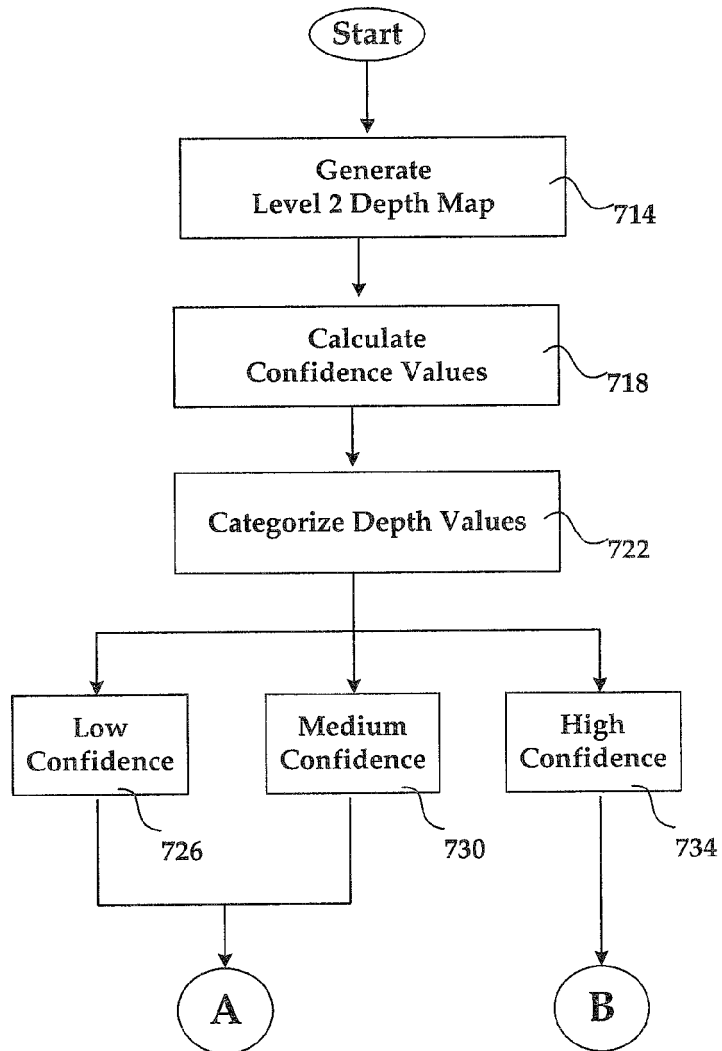 Start
Generate
Level 2 Depth Map
714
Calculate
Confidence Values
718
Categorize Depth Values
722
Low
Confidence
726
Medium
Confidence
730
High
Confidence
734
A
B